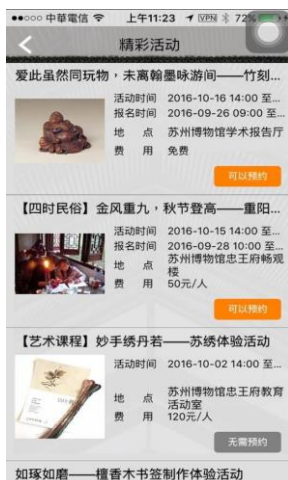 中華電信 上午11:23 VPN 72%
精彩活动
爱此虽然同玩物，未离翰墨咏游间——竹刻...
活动时间 2016-10-16 14:00 至...
报名时间 2016-09-26 09:00 至...
地 点 苏州博物馆学术报告厅
费 用 免费
可以预约
【四时民俗】金风重九，秋节登高——重阳...
活动时间 2016-10-15 14:00 至...
报名时间 2016-09-28 10:00 至...
地 点 苏州博物馆忠王府畅观楼
费 用 50元/人
可以预约
【艺术课程】妙手绣丹若——苏绣体验活动
活动时间 2016-10-02 14:00 至...
地 点 苏州博物馆忠王府教育活动室
费 用 120元/人
无需预约
如琢如磨——檀香木书签制作体验活动